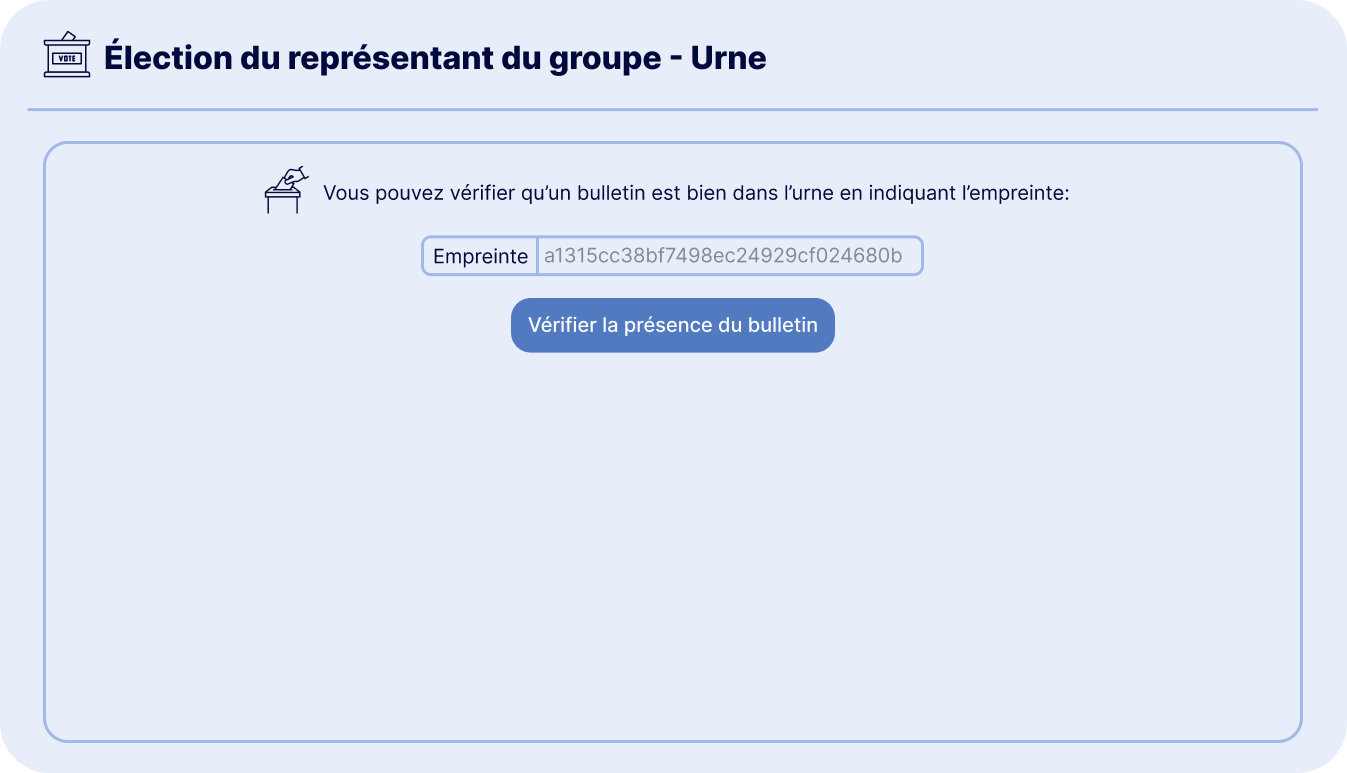 VOTE
Élection du représentant du groupe - Urne
Vous pouvez vérifier qu’un bulletin est bien dans l’urne en indiquant l’empreinte:
Empreinte a1315cc38bf7498ec24929cf024680b
Vérifier la présence du bulletin